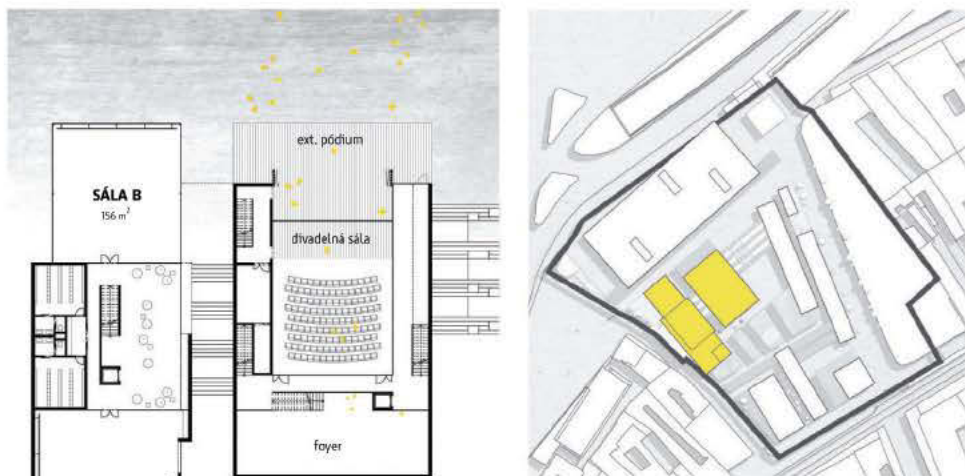 ext. pódium
SÁLA B
156 m²
divadelná sála
foyer